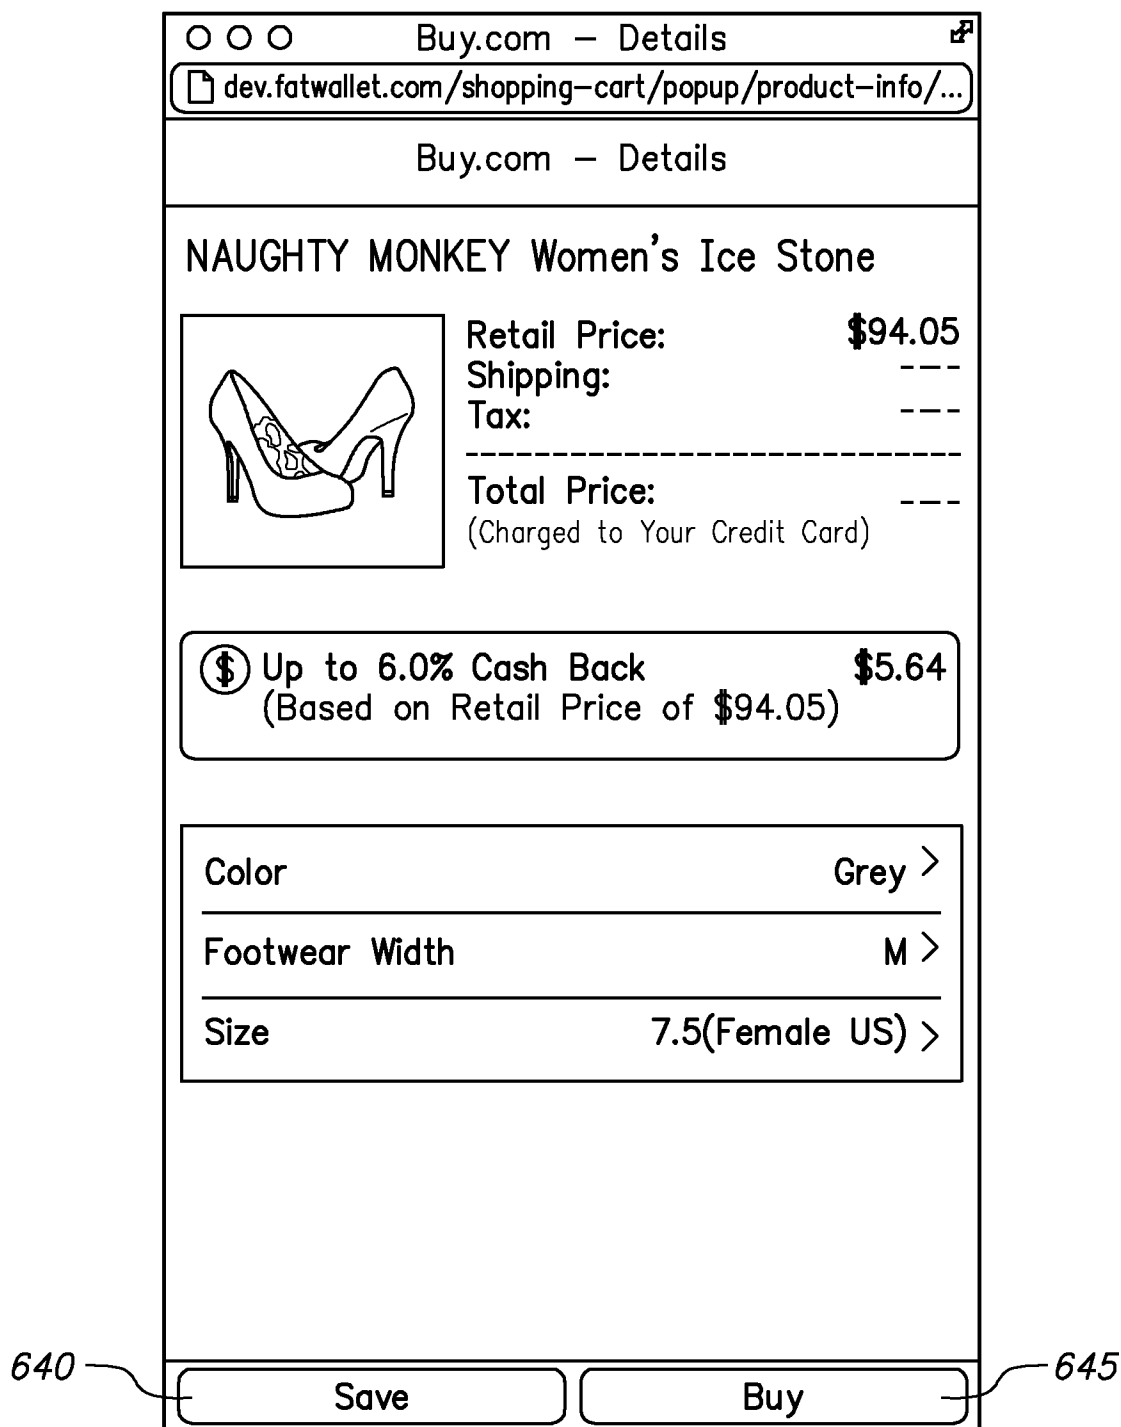 Buy.com – Details
dev.fatwallet.com/shopping-cart/popup/product-info/...
Buy.com – Details
NAUGHTY MONKEY Women's Ice Stone
Retail Price: $94.05
Shipping: ---
Tax: ---
Total Price: ---
(Charged to Your Credit Card)
$ Up to 6.0% Cash Back $5.64
(Based on Retail Price of $94.05)
Color Grey >
Footwear Width M >
Size 7.5(Female US) >
640 Save Buy 645